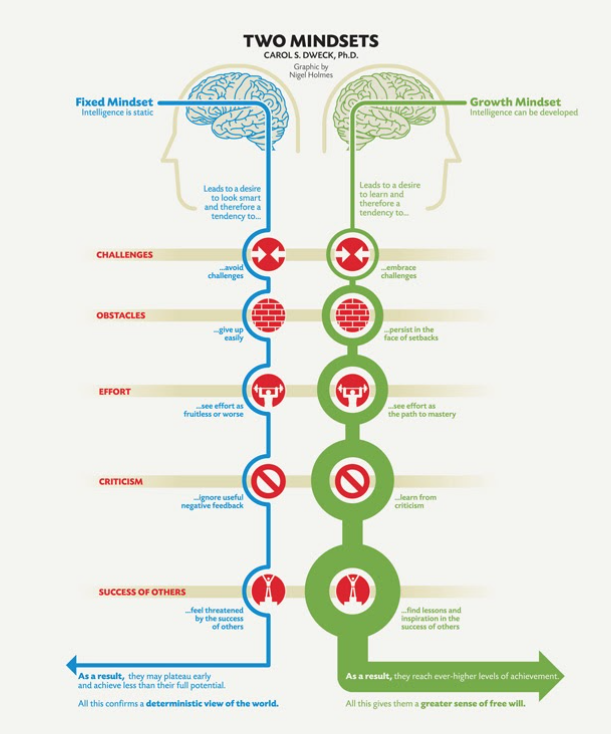 TWO MINDSETS
CAROL S. DWECK, Ph.D.
Graphic by
Nigel Holmes
Fixed Mindset
Intelligence is static
Growth Mindset
Intelligence can be developed
Leads to a desire
to look smart
and therefore a
tendency to...
Leads to a desire
to learn and
therefore a
tendency to...
CHALLENGES
...avoid
challenges
...embrace
challenges
OBSTACLES
...give up
easily
...persist in the
face of setbacks
EFFORT
...see effort as
fruitless or worse
...see effort as
the path to mastery
CRITICISM
...ignore useful
negative feedback
...learn from
criticism
SUCCESS OF OTHERS
...feel threatened
by the success
of others
...find lessons and
inspiration in the
success of others
As a result, they may plateau early
and achieve less than their full potential.
All this confirms a deterministic view of the world.
As a result, they reach ever-higher levels of achievement.
All this gives them a greater sense of free will.